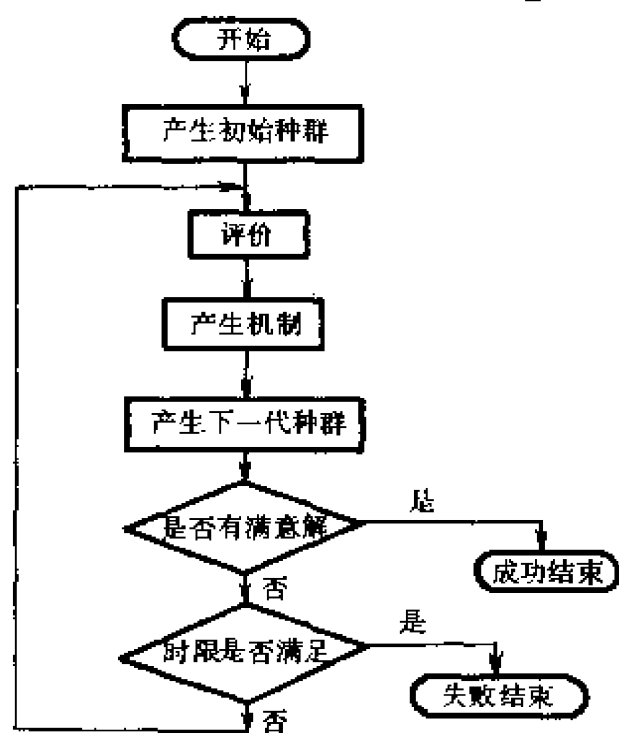 开始
产生初始种群
评价
产生机制
产生下一代种群
是否有满意解
是
成功结束
否
时限是否满足
是
失败结束
否